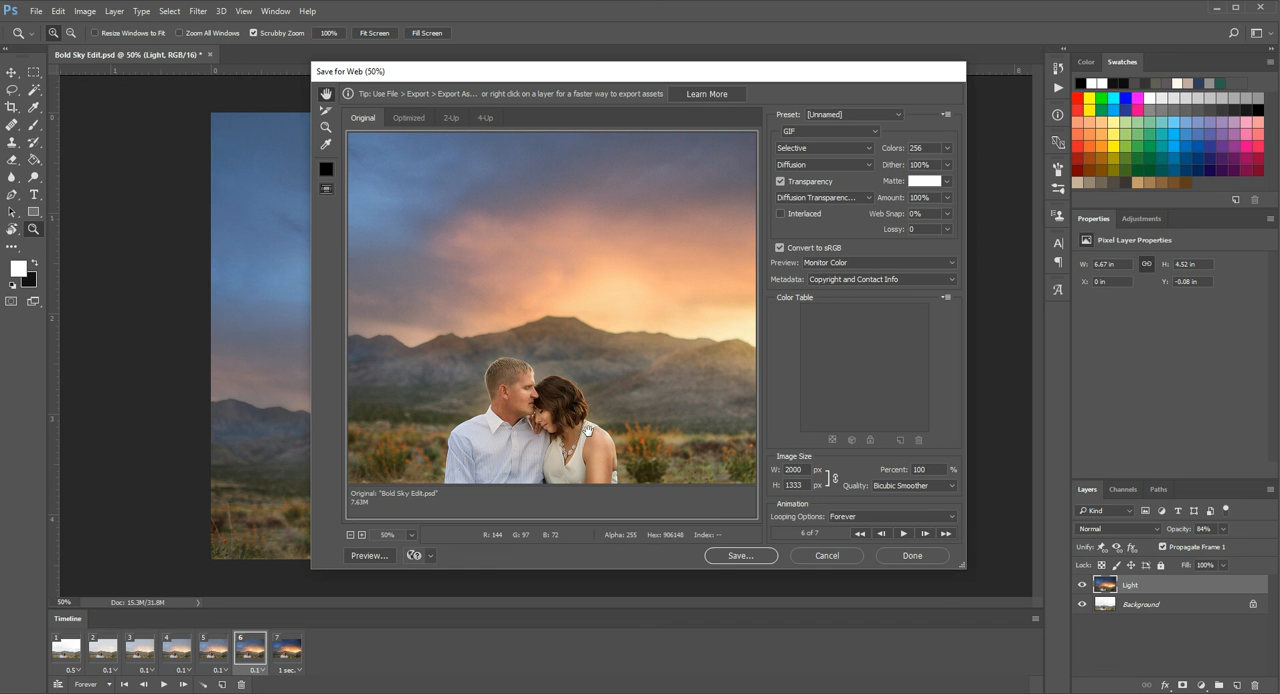 Ps File Edit Image Layer Type Select Filter 3D View Window Help
Resize Windows to Fit Zoom All Windows Scrubby Zoom 100% Fit Screen Fill Screen
Bold Sky Edit.psd @ 50% (Light, RGB/16) * ×
Save for Web (50%)
Tip: Use File > Export > Export As... or right click on a layer for a faster way to export assets Learn More
Original Optimized 2-Up 4-Up
Preset: [Unnamed]
GIF
Selective Colors: 256
Diffusion Dither: 100%
Transparency Matte:
Diffusion Transparenc... Amount: 100%
Interlaced Web Snap: 0%
Lossy: 0
Convert to sRGB
Preview: Monitor Color
Metadata: Copyright and Contact Info
Color Table
Image Size
W: 2000 px Percent: 100 %
H: 1333 px Quality: Bicubic Smoother
Animation
Looping Options: Forever
6 of 7
Original: "Bold Sky Edit.psd"
7.63M
50% R: 144 G: 97 B: 72 Alpha: 255 Hex: 906148 Index: --
Preview... Save... Cancel Done
Color Swatches
Properties Adjustments
Pixel Layer Properties
W: 6.67 in H: 4.52 in
X: 0 in Y: -0.08 in
Layers Channels Paths
Kind
Normal Opacity: 84%
Unify: Propagate Frame 1
Lock: Fill: 100%
Light
Background
50% Doc: 15.3M/31.8M
Timeline
1 2 3 4 5 6 7
0.5 0.1 0.1 0.1 0.1 0.1 1 sec.
Forever